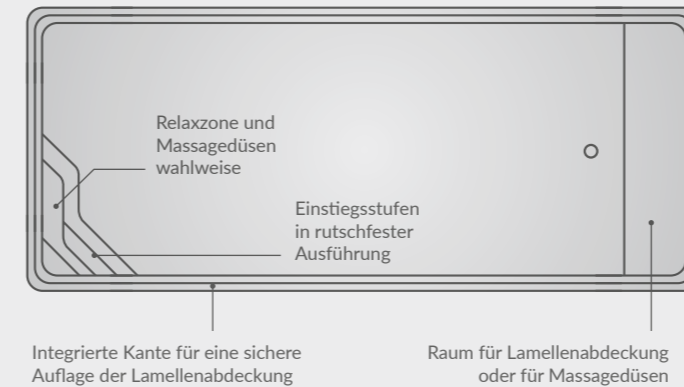 Relaxzone und
Massagedüsen
wahlweise
Einstiegsstufen
in rutschfester
Ausführung
Integrierte Kante für eine sichere
Auflage der Lamellenabdeckung
Raum für Lamellenabdeckung
oder für Massagedüsen